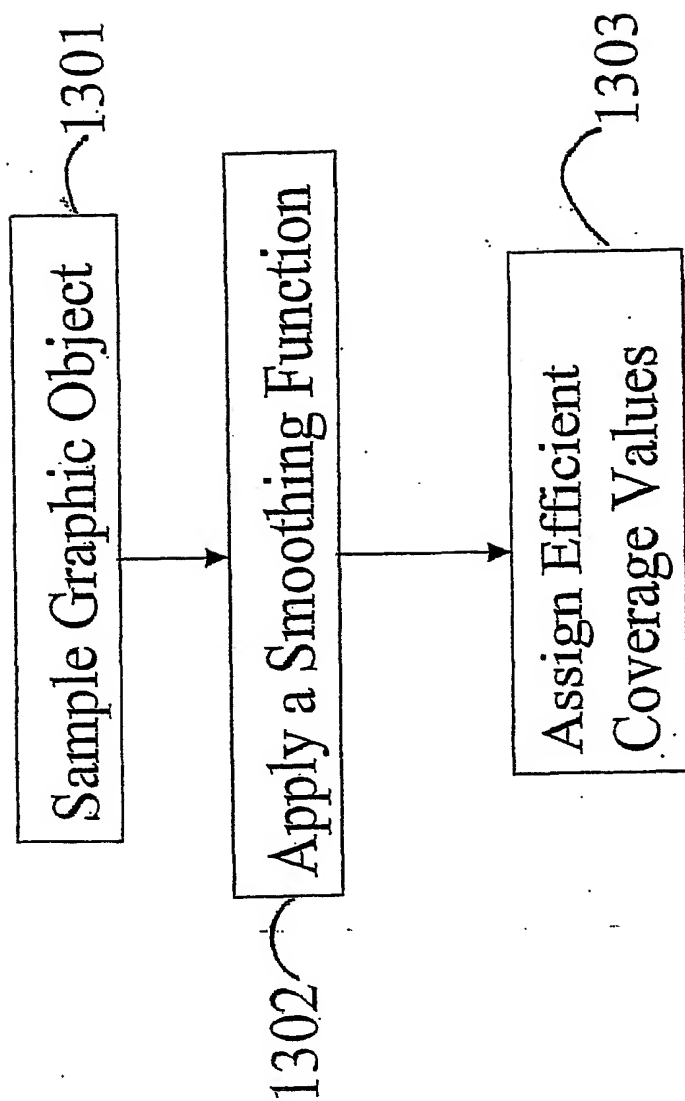 Sample Graphic Object
1301
Apply a Smoothing Function
1302
Assign Efficient
Coverage Values
1303